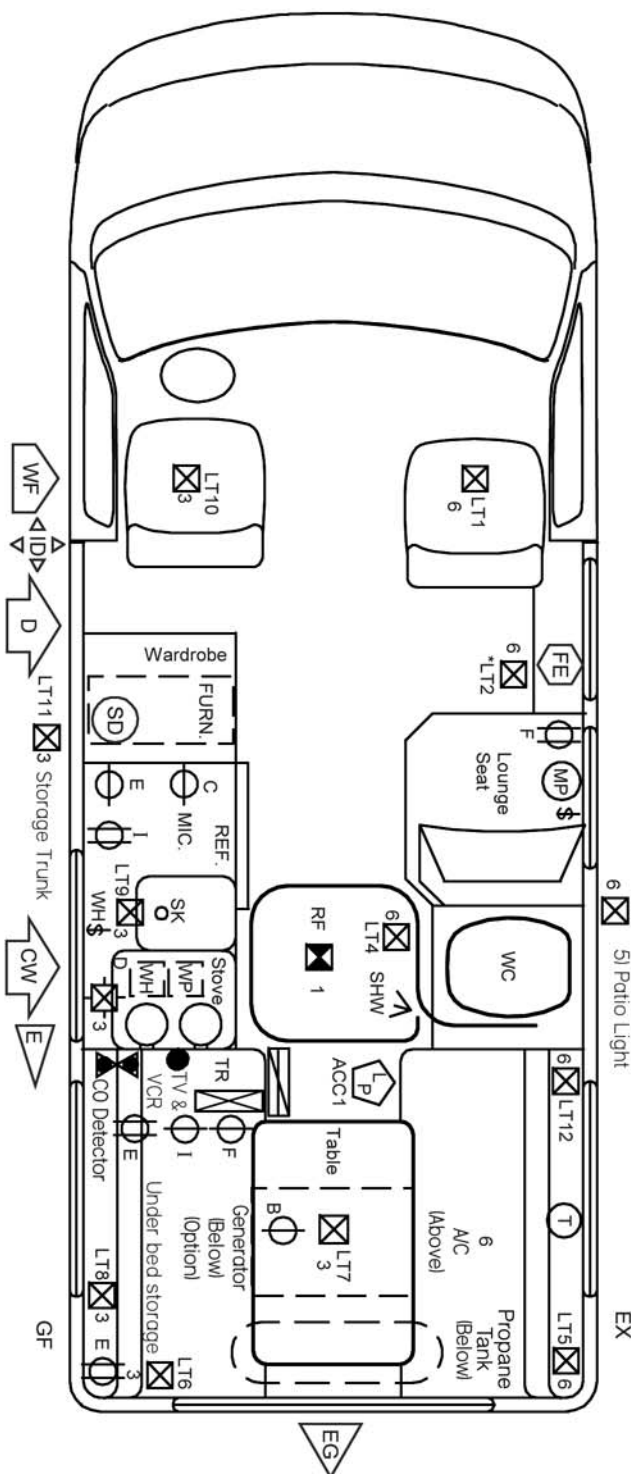 WF
ID
D
LT11
3 Storage Trunk
CW
E
GF
LT10
3
LT1
6
Wardrobe
FURN.
SD
6
*LT2
FE
F
MP
$
Lounge
Seat
E
C
I
MIC.
REF.
LT9
3
WH$
SK
RF
1
6
LT4
SHW
WC
6
5) Patio Light
D
WH
WP
Stove
3
CO Detector
TV &
VCR
TR
ACC1
LP
6
LT12
E
I
F
Table
B
LT7
3
6
A/C
(Above)
T
Under bed storage
Generator
(Below)
(Option)
Propane
Tank
(Below)
LT8
3
E
3
LT6
LT5
6
EX
EG